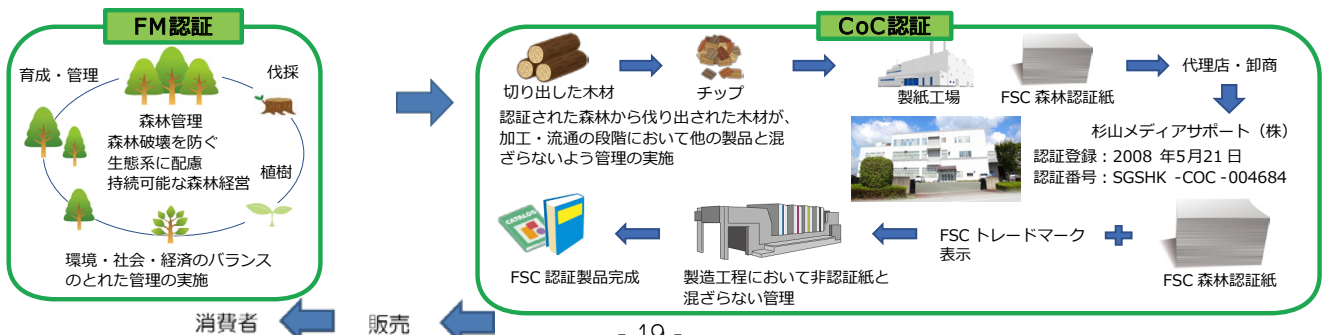 FM認証
育成・管理
伐採
森林管理
森林破壊を防ぐ
生態系に配慮
持続可能な森林経営
植樹
環境・社会・経済のバランス
のとれた管理の実施
CoC認証
切り出した木材
チップ
製紙工場
FSC 森林認証紙
代理店・卸商
認証された森林から伐り出された木材が、
加工・流通の段階において他の製品と混
ざらないよう管理の実施
杉山メディアサポート（株）
認証登録：2008 年5月21日
認証番号：SGSHK -COC -004684
FSC 森林認証紙
FSC トレードマーク
表示
製造工程において非認証紙と
混ざらない管理
CATALOG
FSC 認証製品完成
販売
消費者
- 19 -